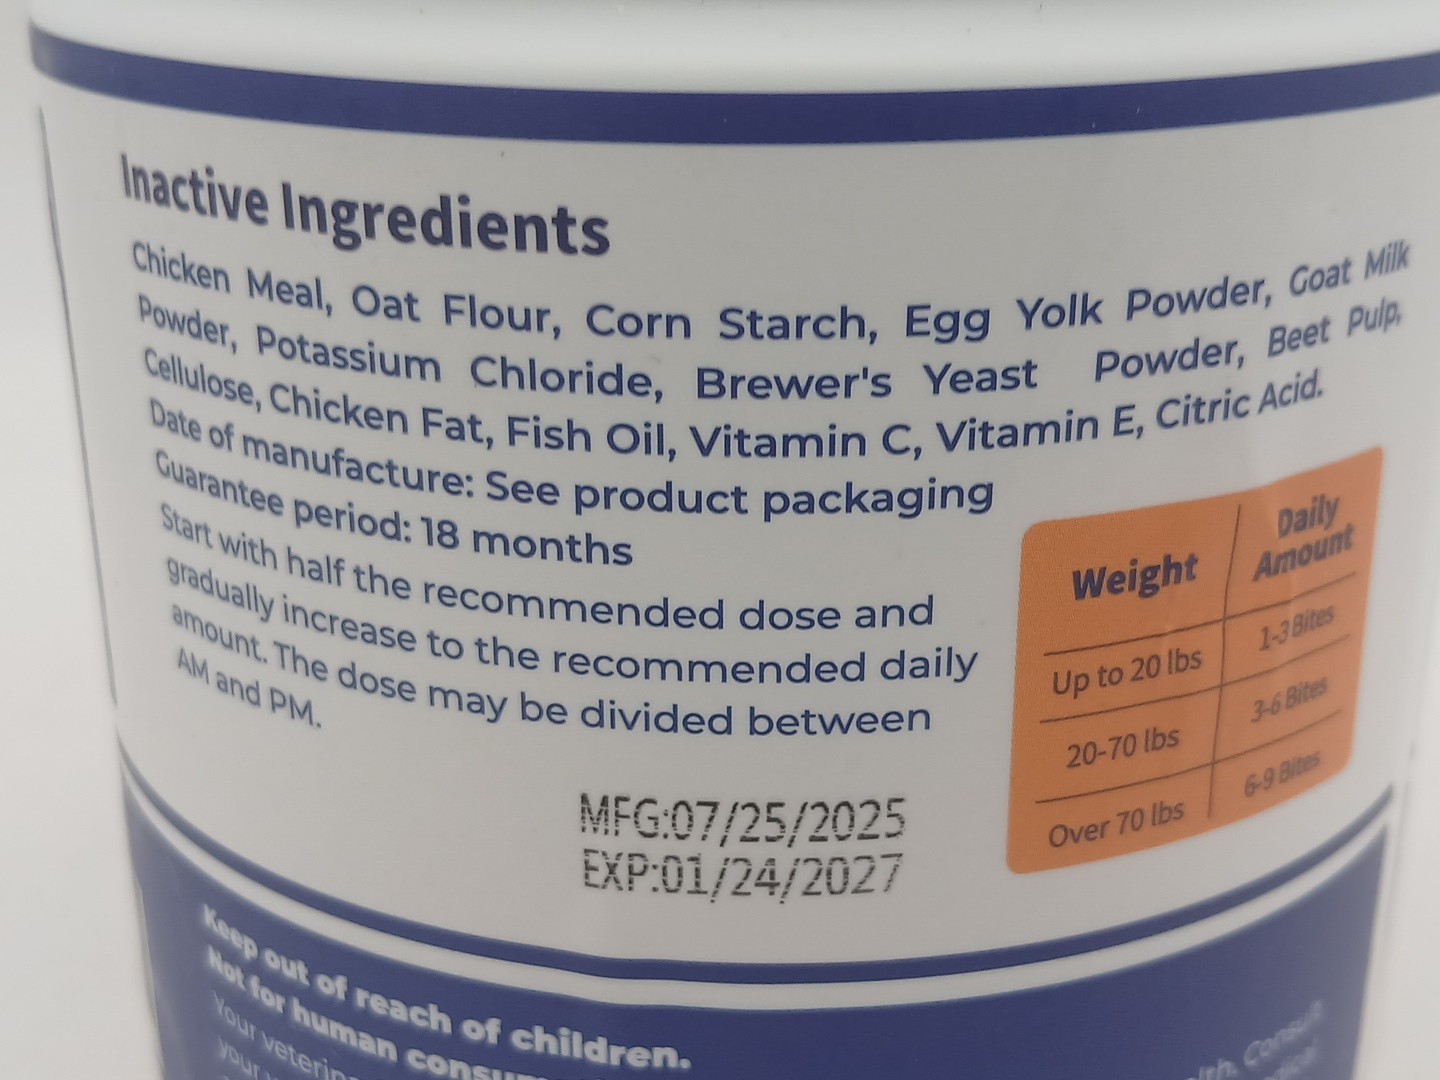 Inactive Ingredients
Chicken Meal, Oat Flour, Corn Starch, Egg Yolk Powder, Goat Milk
Powder, Potassium Chloride, Brewer's Yeast Powder, Beet Pulp,
Cellulose, Chicken Fat, Fish Oil, Vitamin C, Vitamin E, Citric Acid.
Date of manufacture: See product packaging
Guarantee period: 18 months
Start with half the recommended dose and
gradually increase to the recommended daily
amount. The dose may be divided between
AM and PM.
Weight Daily Amount
Up to 20 lbs 1-3 Bites
20-70 lbs 3-6 Bites
Over 70 lbs 6-9 Bites
MFG:07/25/2025
EXP:01/24/2027
Keep out of reach of children.
Not for human
Your
your
Consult